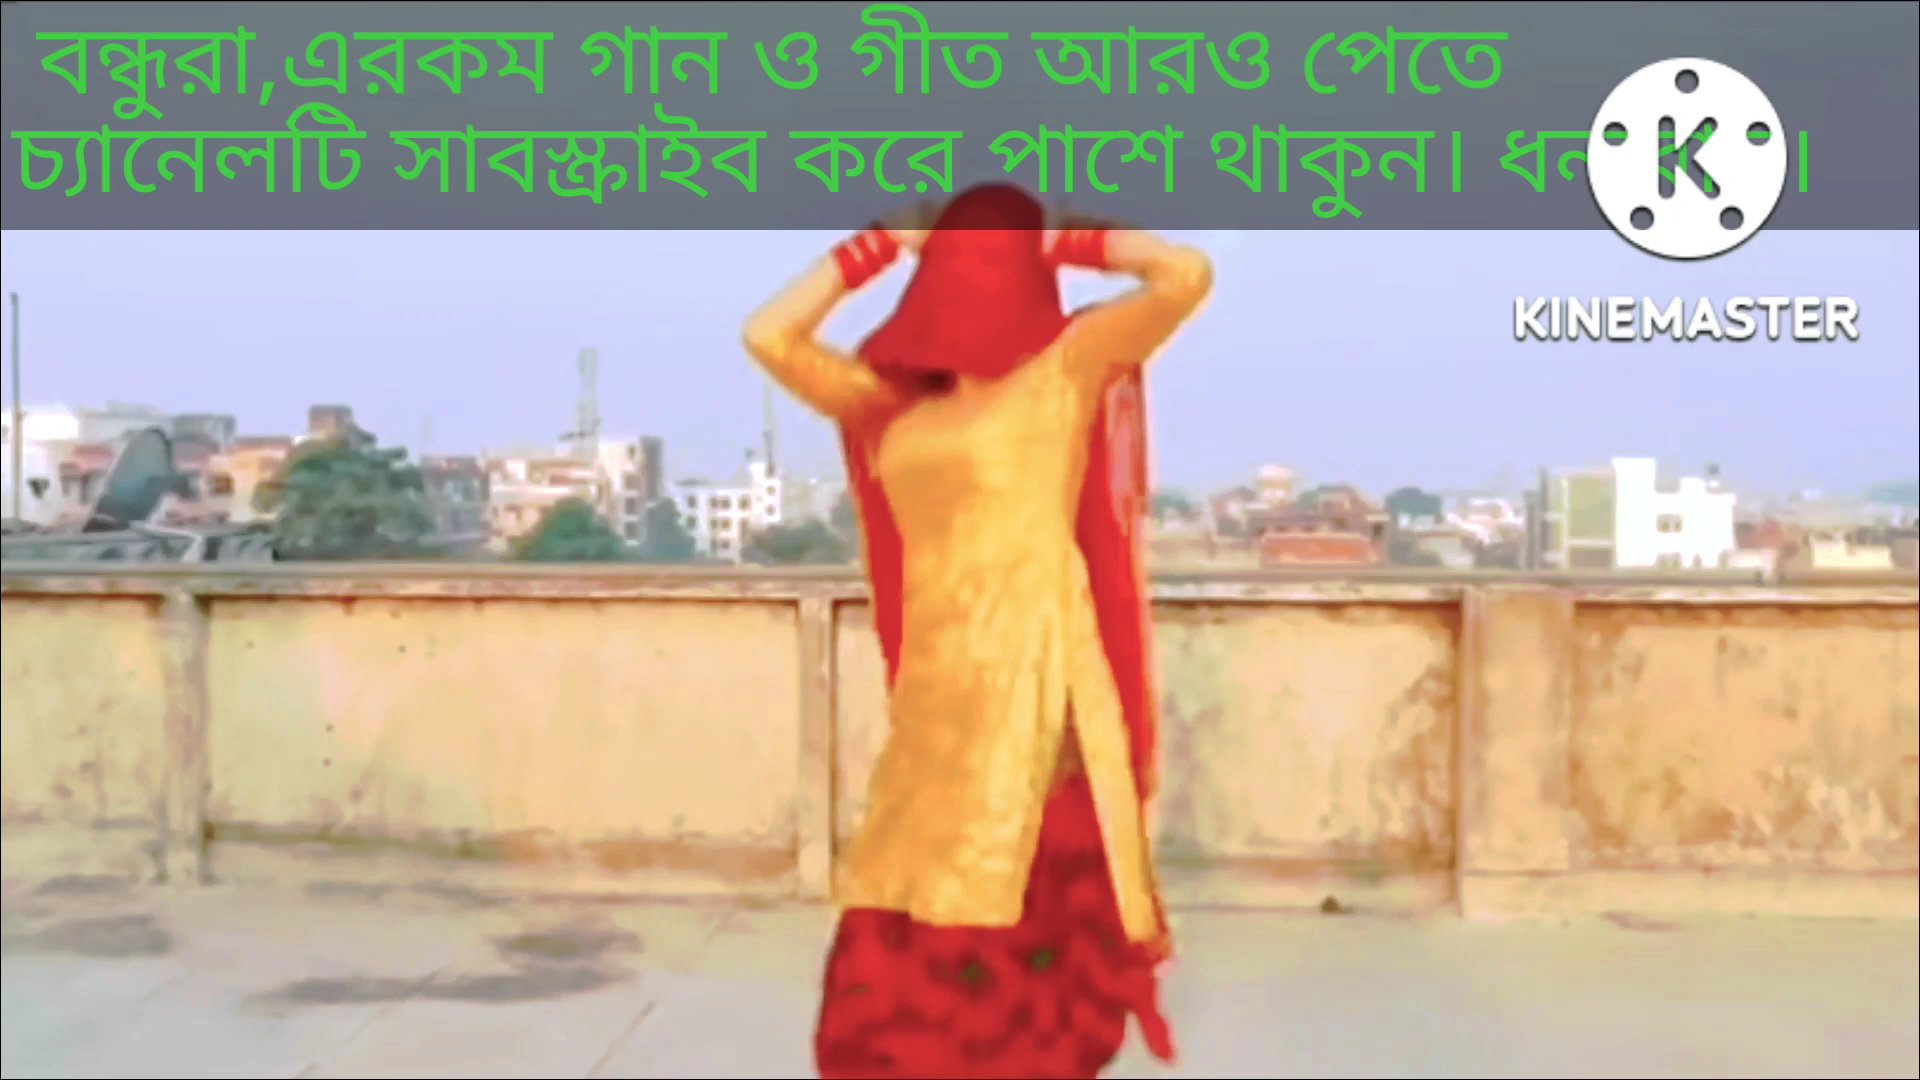 বন্ধুরা,এরকম গান ও গীত আরও পেতে
চ্যানেলটি সাবস্ক্রাইব করে পাশে থাকুন।
KINEMASTER